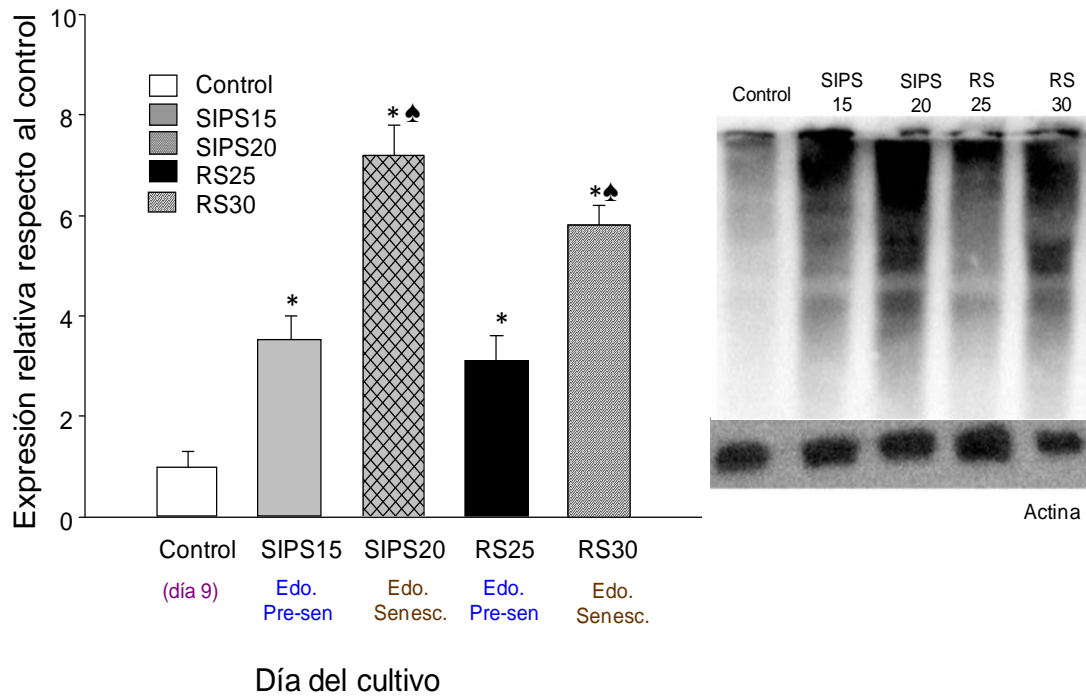 Expresión relativa respecto al control
10
8
6
4
2
0
Control
SIPS15
SIPS20
RS25
RS30
*
*♠
*
*♠
Control
SIPS15
SIPS20
RS25
RS30
(día 9)
Edo.
Pre-sen
Edo.
Senesc.
Edo.
Pre-sen
Edo.
Senesc.
Día del cultivo
Control
SIPS
15
SIPS
20
RS
25
RS
30
Actina